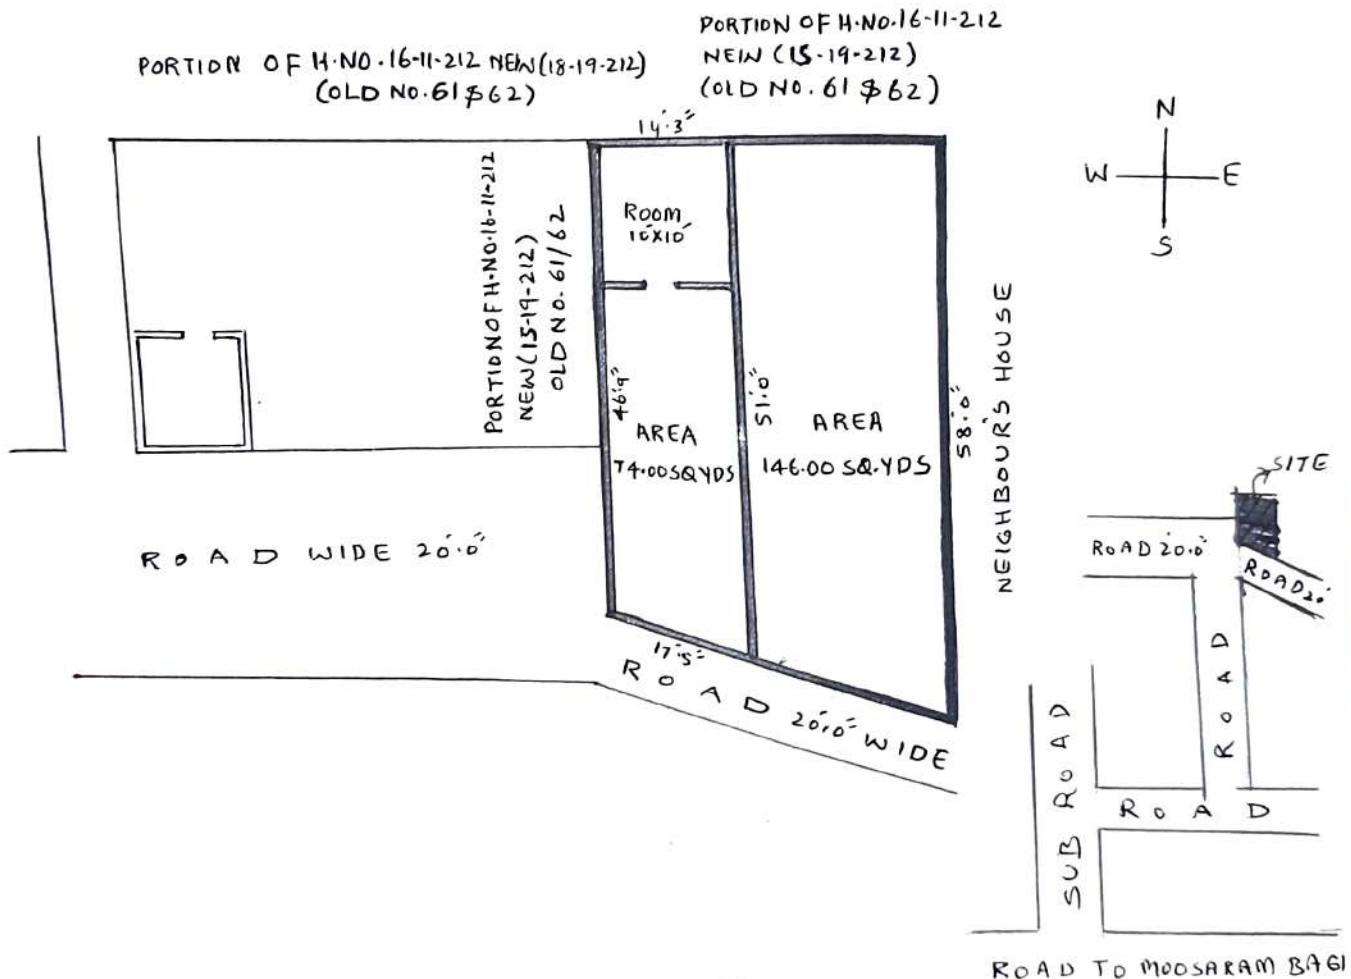 PORTION OF H.NO.16-11-212 NEW(18-19-212)
(OLD NO.61 $ 62)
PORTION OF H.NO.16-11-212
NEW (15-19-212)
(OLD NO. 61 $ 62)
14'.3"
N
W E
S
ROOM
10'X10'
PORTION OF H.NO.16-11-212
NEW (15-19-212)
OLD NO. 61/62
46'.9"
51'.0"
58'.0"
AREA
74.00 SQ YDS
AREA
146.00 SQ.YDS
NEIGHBOUR'S HOUSE
ROAD WIDE 20'.0"
17'.5"
ROAD 20'.0" WIDE
SITE
ROAD 20'.0"
ROAD 20'
ROAD
SUB ROAD
ROAD
ROAD TO MOOSARAM BAGH